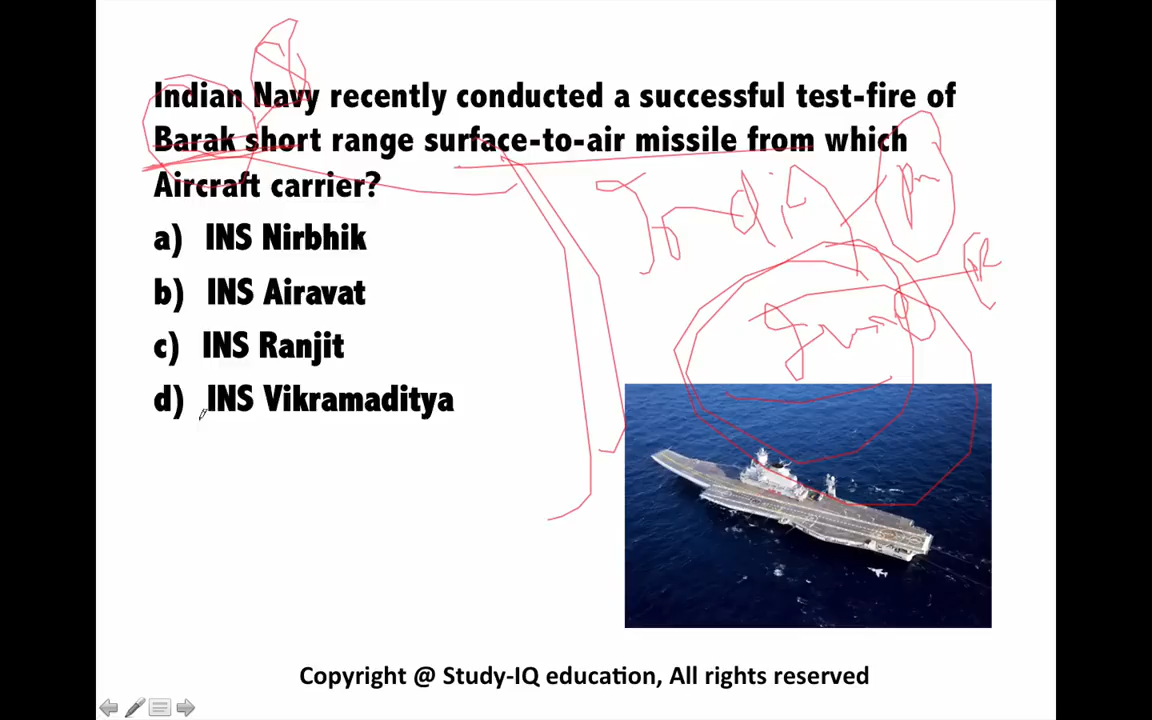 Indian Navy recently conducted a successful test-fire of
Barak short range surface-to-air missile from which
Aircraft carrier?
a) INS Nirbhik
b) INS Airavat
c) INS Ranjit
d) INS Vikramaditya
Copyright @ Study-IQ education, All rights reserved